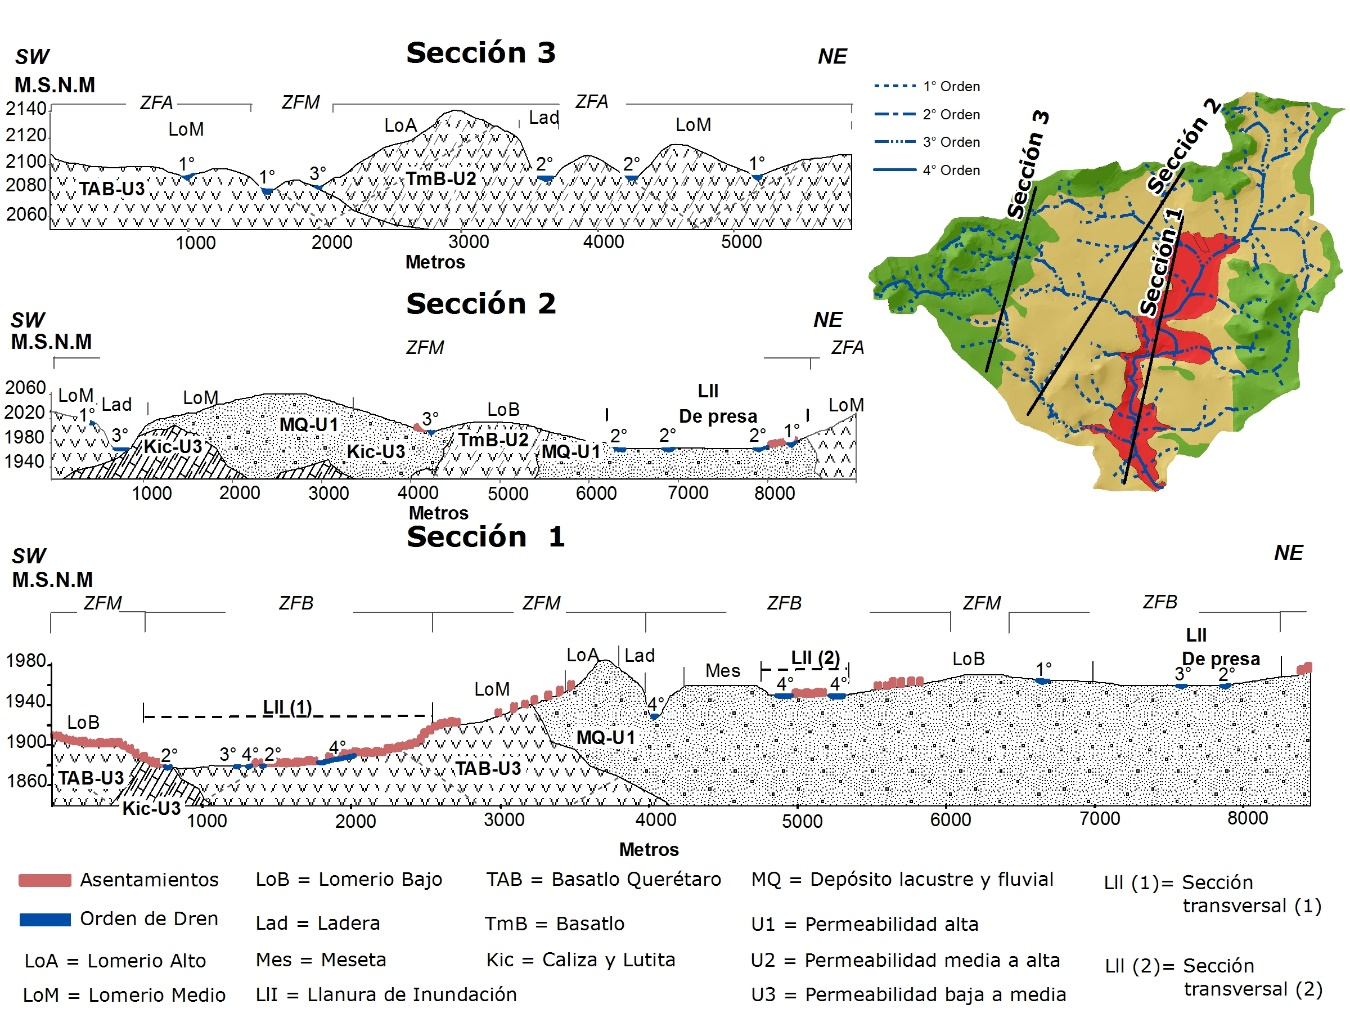 Sección 3
SW
NE
M.S.N.M
ZFA
ZFM
ZFA
2140
2120
2100
2080
2060
LoM
LoA
Lad
LoM
1°
1°
3°
2°
2°
1°
TAB-U3
TmB-U2
1000
2000
3000
4000
5000
Metros
Sección 2
SW
NE
M.S.N.M
ZFM
ZFA
2060
2020
1980
1940
LoM
Lad
LoM
LoB
LlI
De presa
LoM
1°
3°
3°
2°
2°
2°
1°
Kic-U3
MQ-U1
Kic-U3
TmB-U2
MQ-U1
1000
2000
3000
4000
5000
6000
7000
8000
Metros
Sección 1
SW
NE
M.S.N.M
ZFM
ZFB
ZFM
ZFB
ZFM
ZFB
1980
1940
1900
1860
LoB
LlI (1)
LoM
LoA
Lad
Mes
LlI (2)
LoB
LlI
De presa
2°
3°
4°
2°
4°
4°
4°
4°
1°
3°
2°
TAB-U3
Kic-U3
TAB-U3
MQ-U1
1000
2000
3000
4000
5000
6000
7000
8000
Metros
1° Orden
2° Orden
3° Orden
4° Orden
Sección 3
Sección 2
Sección 1
Asentamientos
Orden de Dren
LoA = Lomerio Alto
LoM = Lomerio Medio
LoB = Lomerio Bajo
Lad = Ladera
Mes = Meseta
LlI = Llanura de Inundación
TAB = Basatlo Querétaro
TmB = Basatlo
Kic = Caliza y Lutita
MQ = Depósito lacustre y fluvial
U1 = Permeabilidad alta
U2 = Permeabilidad media a alta
U3 = Permeabilidad baja a media
LlI (1)= Sección
transversal (1)
LlI (2)= Sección
transversal (2)